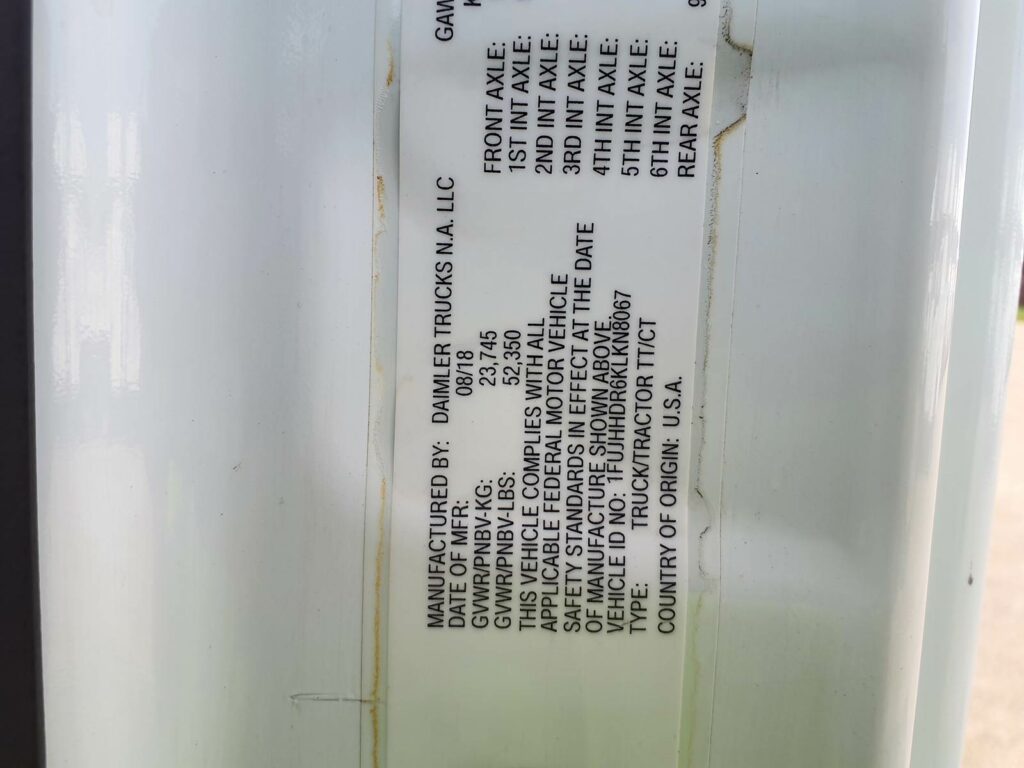 MANUFACTURED BY: DAIMLER TRUCKS N.A. LLC
DATE OF MFR: 08/18
GVWR/PNBV-KG: 23,745
GVWR/PNBV-LBS: 52,350
THIS VEHICLE COMPLIES WITH ALL
APPLICABLE FEDERAL MOTOR VEHICLE
SAFETY STANDARDS IN EFFECT AT THE DATE
OF MANUFACTURE SHOWN ABOVE.
VEHICLE ID NO: 1FUJHHDR6KLKN8067
TYPE: TRUCK/TRACTOR TT/CT
COUNTRY OF ORIGIN: U.S.A.
GAW
K
FRONT AXLE:
1ST INT AXLE:
2ND INT AXLE:
3RD INT AXLE:
4TH INT AXLE:
5TH INT AXLE:
6TH INT AXLE:
REAR AXLE: 9